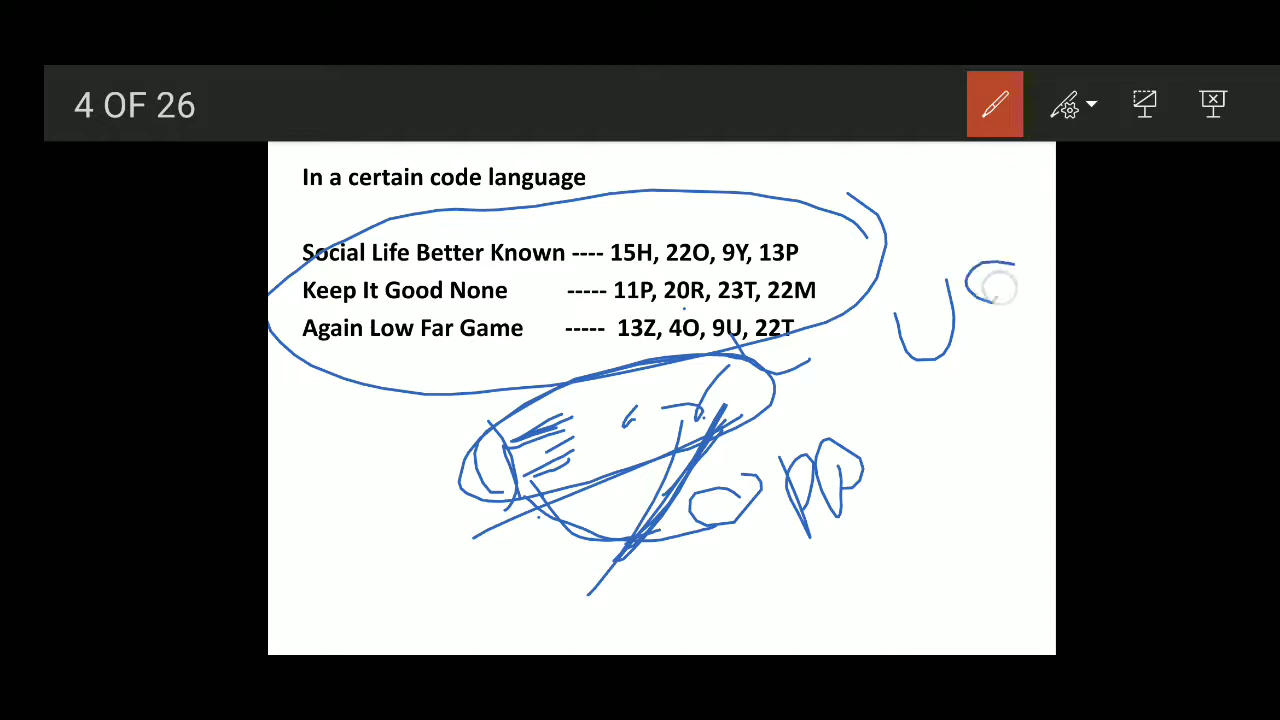 4 OF 26
In a certain code language
Social Life Better Known ---- 15H, 22O, 9Y, 13P
Keep It Good None ----- 11P, 20R, 23T, 22M
Again Low Far Game ----- 13Z, 4O, 9U, 22T
opp